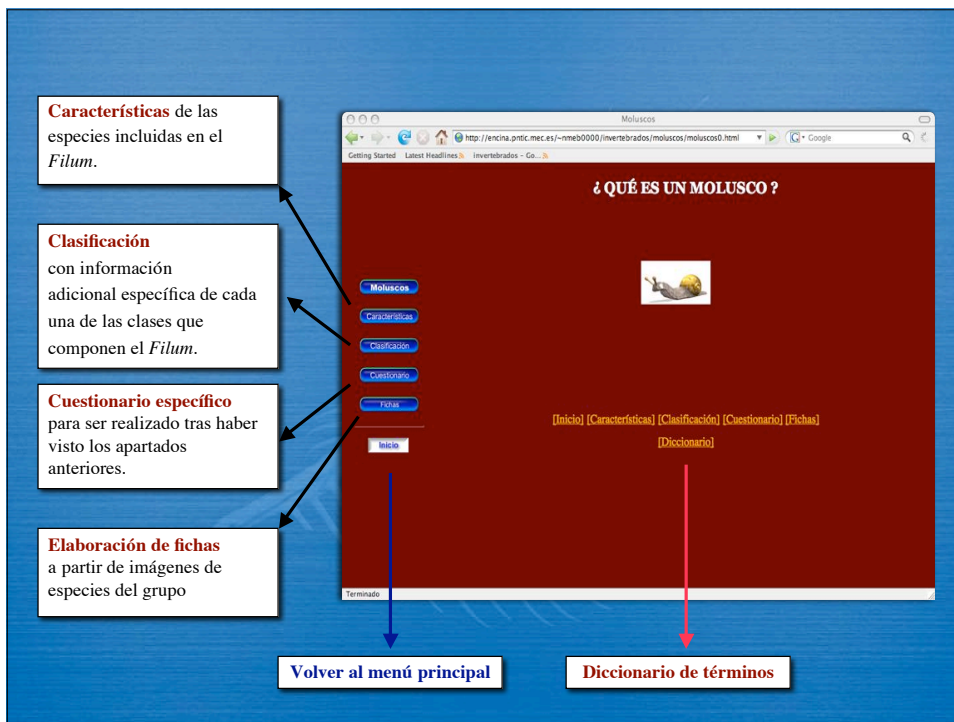 Características de las
especies incluidas en el
Filum.
Clasificación
con información
adicional específica de cada
una de las clases que
componen el Filum.
Cuestionario específico
para ser realizado tras haber
visto los apartados
anteriores.
Elaboración de fichas
a partir de imágenes de
especies del grupo
Moluscos
http://encina.pntic.mec.es/~nmeb0000/invertebrados/moluscos/moluscos0.html
G Google
Getting Started Latest Headlines invertebrados - Go...
¿ QUÉ ES UN MOLUSCO ?
Moluscos
Características
Clasificación
Cuestionario
Fichas
Inicio
[Inicio] [Características] [Clasificación] [Cuestionario] [Fichas]
[Diccionario]
Terminado
Volver al menú principal
Diccionario de términos